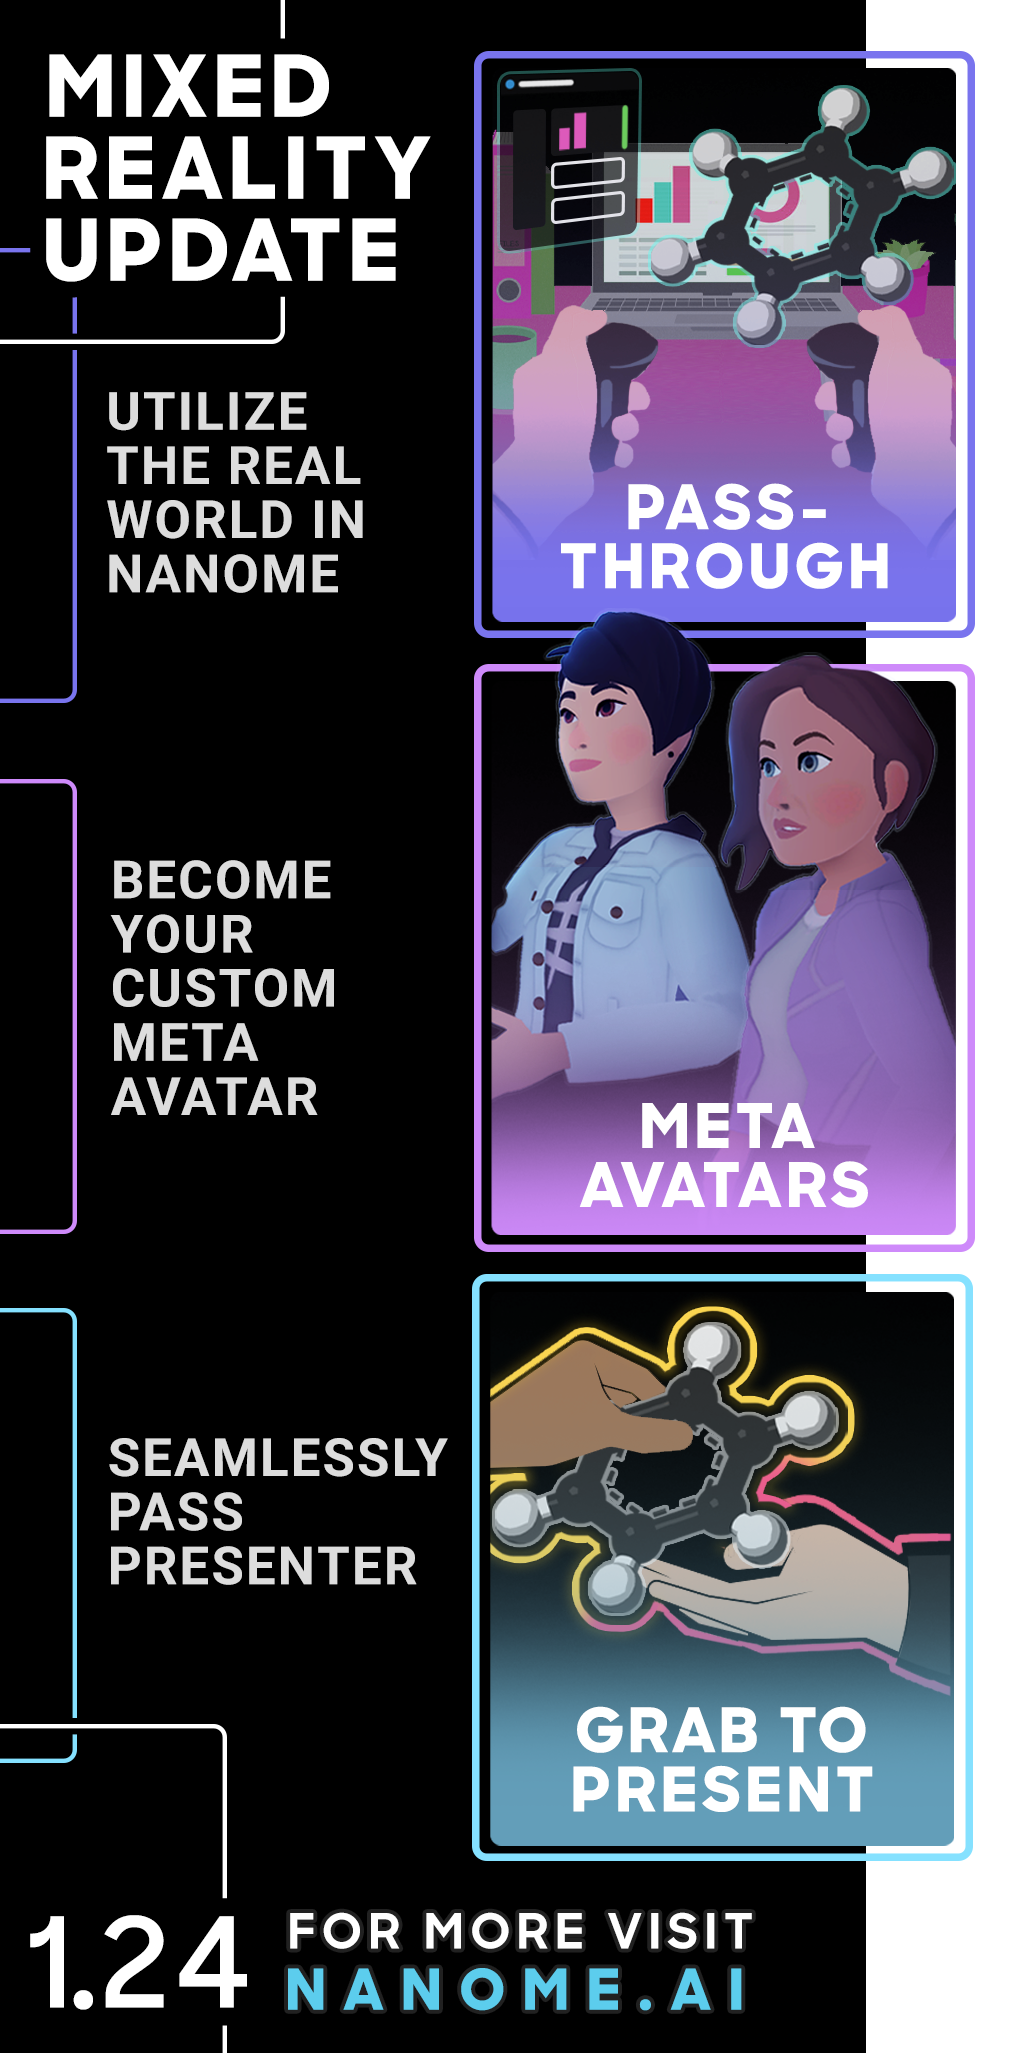 MIXED
REALITY
UPDATE
UTILIZE
THE REAL
WORLD IN
NANOME
PASS-
THROUGH
BECOME
YOUR
CUSTOM
META
AVATAR
META
AVATARS
SEAMLESSLY
PASS
PRESENTER
GRAB TO
PRESENT
1.24
FOR MORE VISIT
NANOME.AI